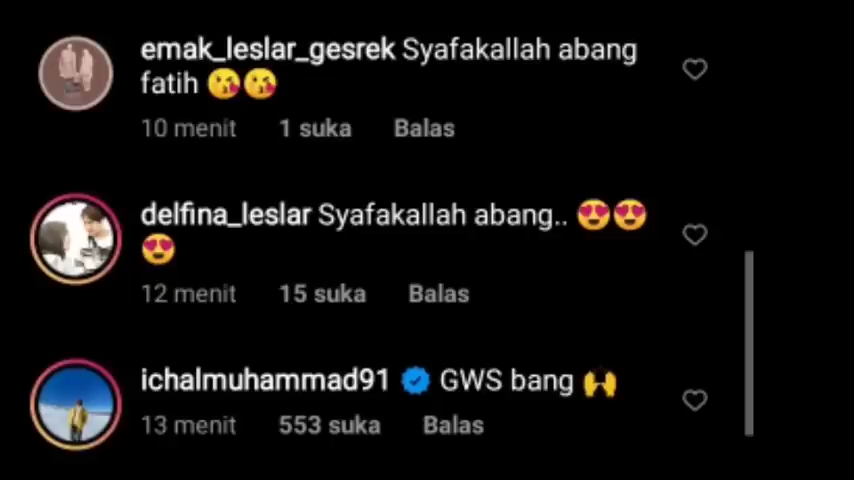 emak_leslar_gesrek Syafakallah abang
fatih 😘😘
10 menit 1 suka Balas
delfina_leslar Syafakallah abang.. 😍😍
😍
12 menit 15 suka Balas
ichalmuhammad91 GWS bang 🙌
13 menit 553 suka Balas